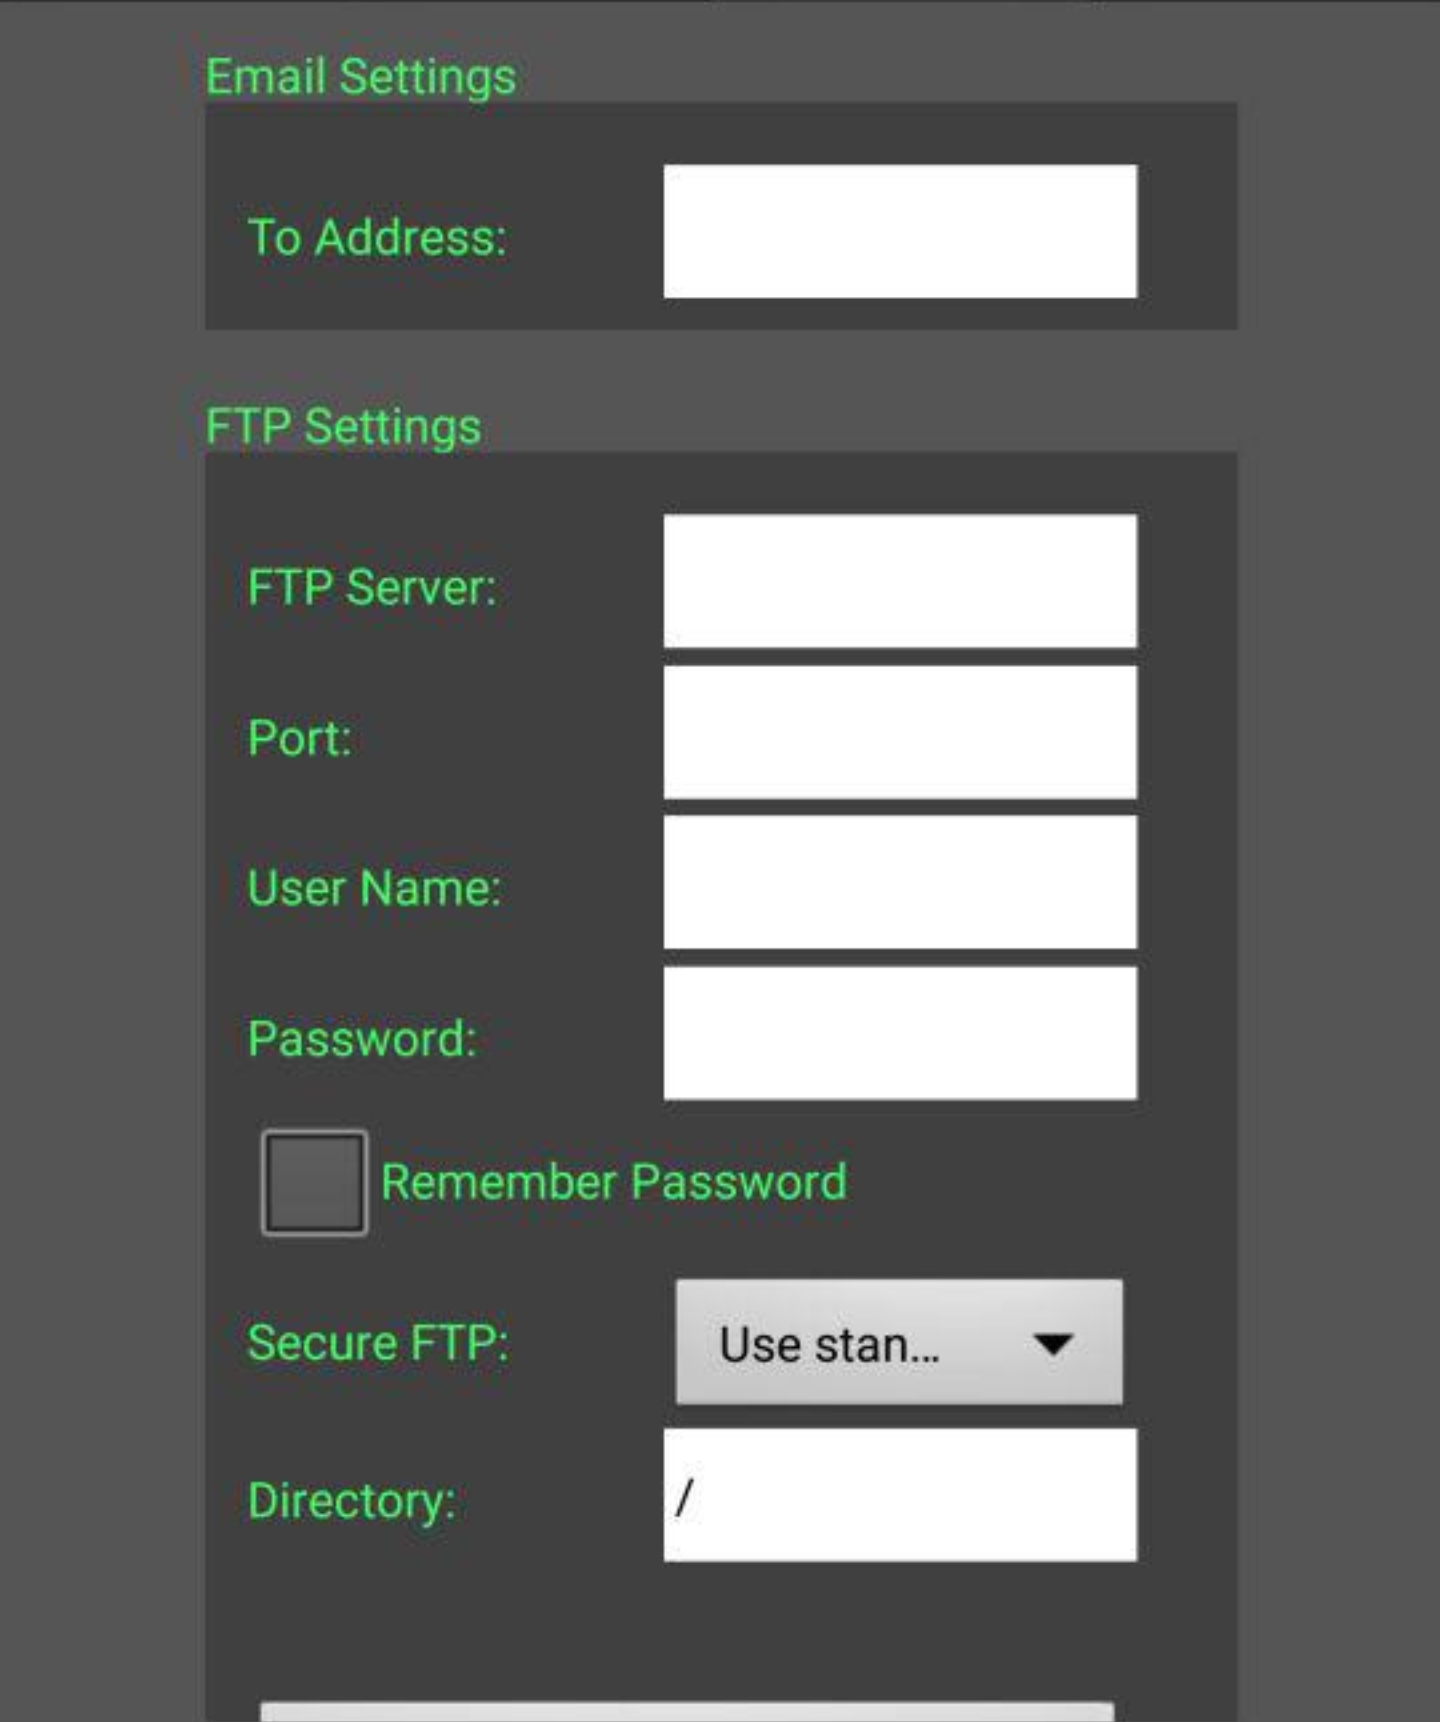 Email Settings
To Address:
FTP Settings
FTP Server:
Port:
User Name:
Password:
Remember Password
Secure FTP: Use stan...
Directory: /